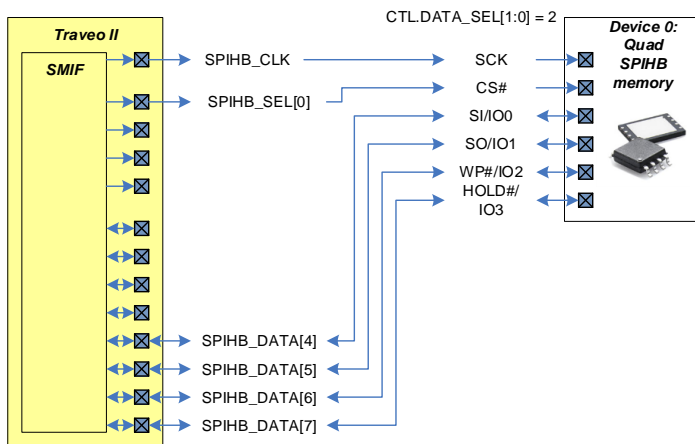 CTL.DATA_SEL[1:0] = 2
Traveo II
Device 0:
Quad
SPIHB
memory
SMIF
SPIHB_CLK
SCK
SPIHB_SEL[0]
CS#
SI/IO0
SO/IO1
WP#/IO2
HOLD#/
IO3
SPIHB_DATA[4]
SPIHB_DATA[5]
SPIHB_DATA[6]
SPIHB_DATA[7]